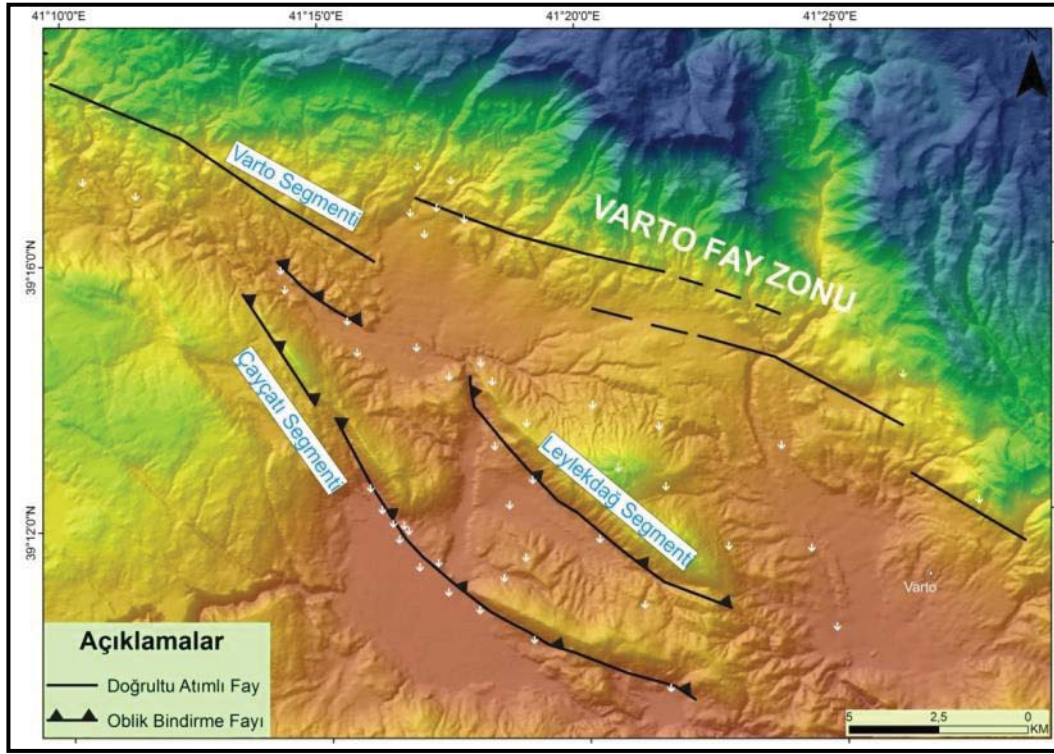 41°10'0"E
41°15'0"E
41°20'0"E
41°25'0"E
N
39°16'0"N
39°12'0"N
Varto Segmenti
VARTO FAY ZONU
Çayçatı Segmenti
Leylekdağ Segmenti
Varto
Açıklamalar
Doğrultu Atımlı Fay
Oblik Bindirme Fayı
5
2,5
0
KM